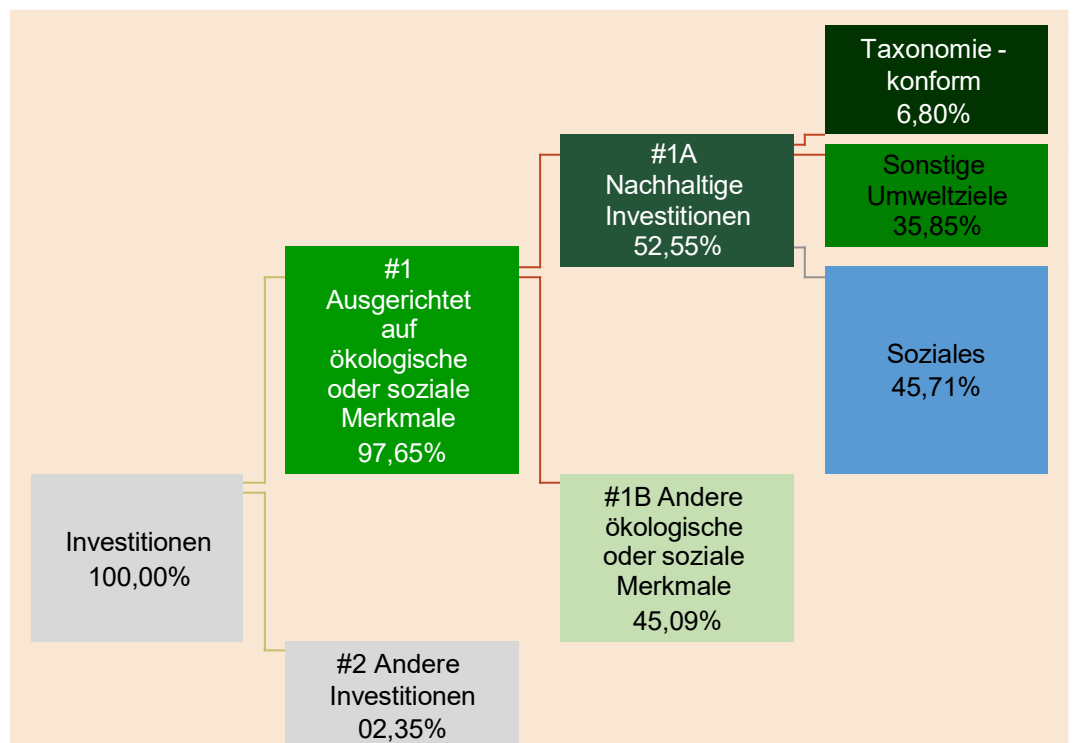 Taxonomie -
konform
6,80%
#1A
Nachhaltige
Investitionen
52,55%
Sonstige
Umweltziele
35,85%
#1
Ausgerichtet
auf
ökologische
oder soziale
Merkmale
97,65%
Soziales
45,71%
Investitionen
100,00%
#1B Andere
ökologische
oder soziale
Merkmale
45,09%
#2 Andere
Investitionen
02,35%